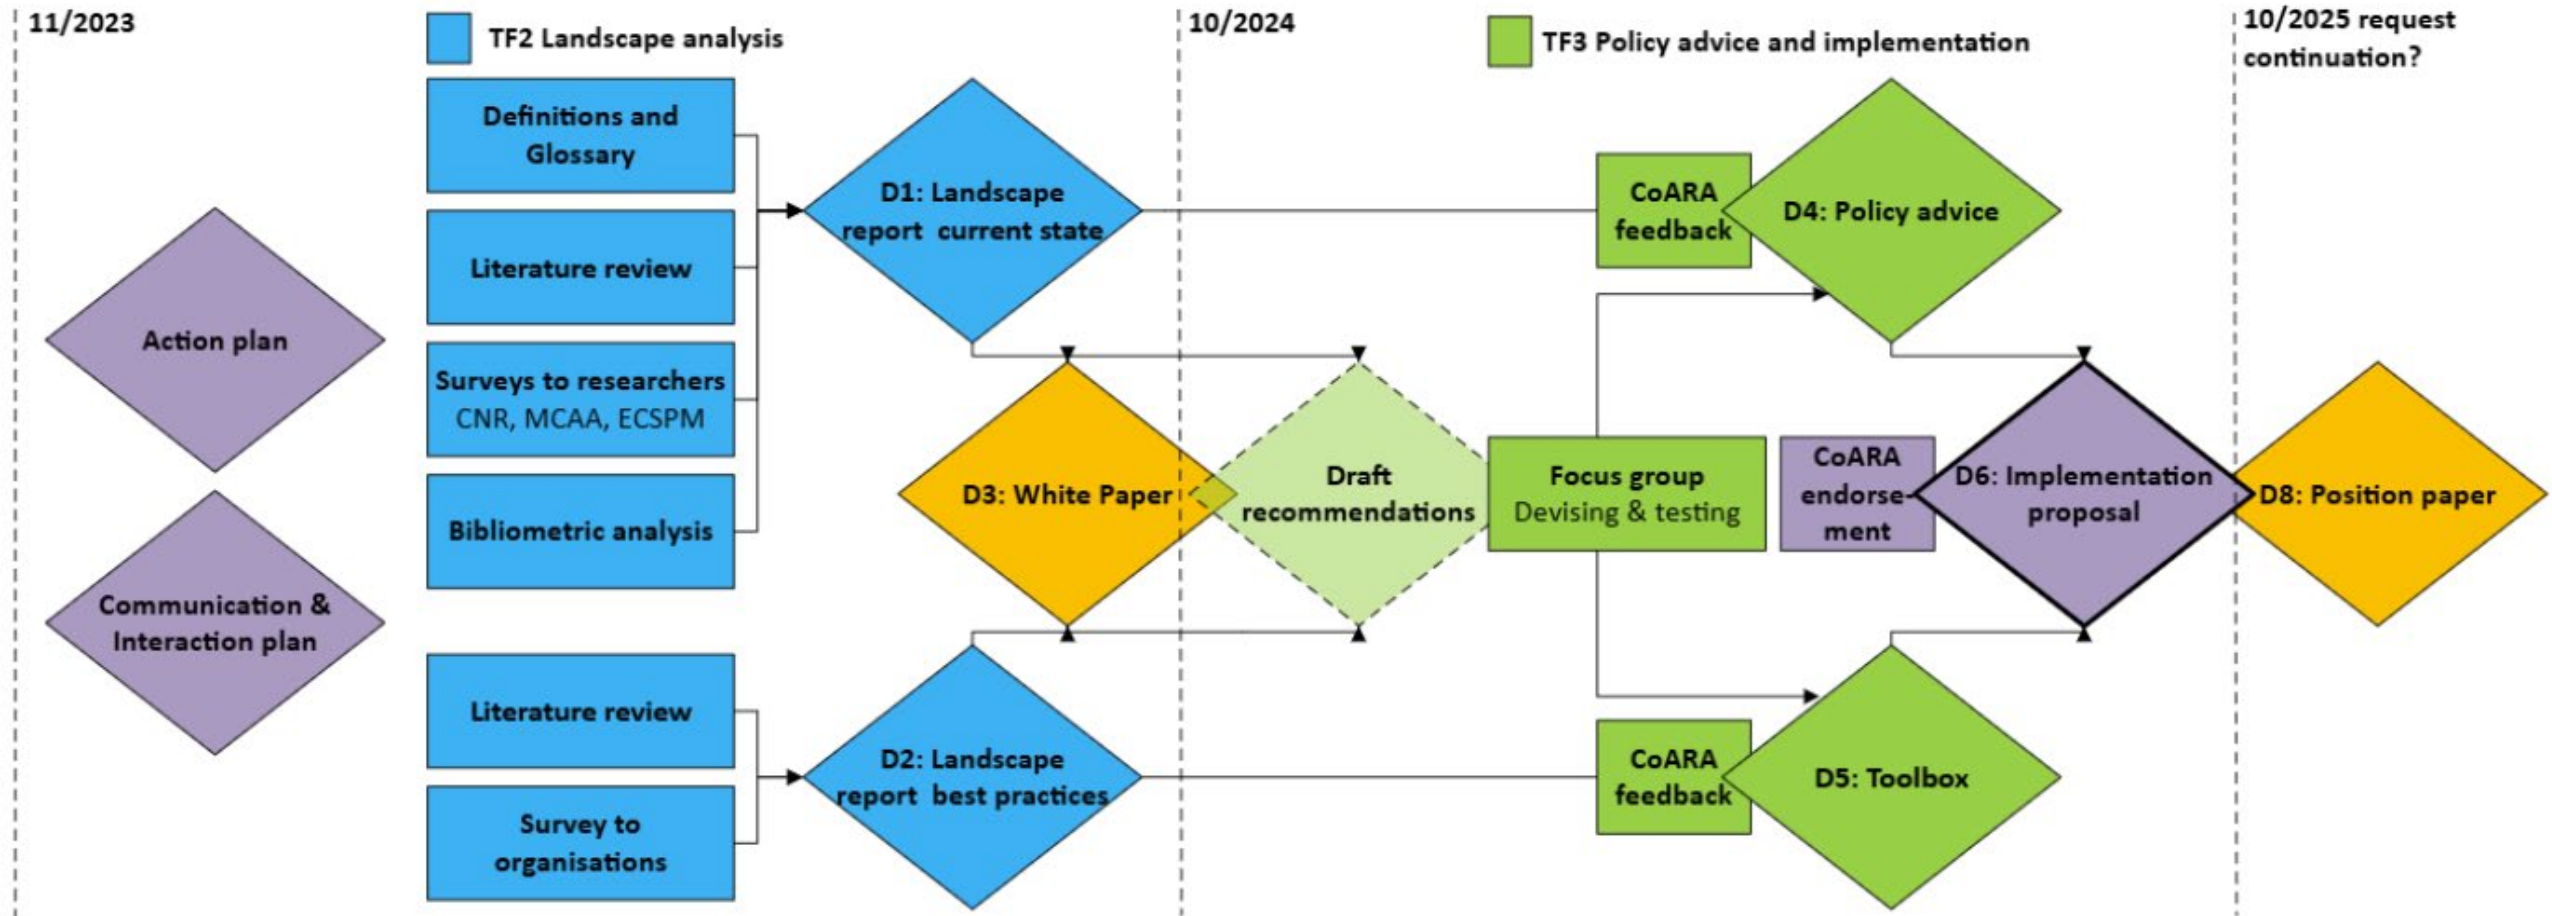 11/2023
TF2 Landscape analysis
10/2024
TF3 Policy advice and implementation
10/2025 request
continuation?
Action plan
Communication &
Interaction plan
Definitions and
Glossary
Literature review
Surveys to researchers
CNR, MCAA, ECSPM
Bibliometric analysis
Literature review
Survey to
organisations
D1: Landscape
report current state
D3: White Paper
D2: Landscape
report best practices
Draft
recommendations
CoARA
feedback
D4: Policy advice
Focus group
Devising & testing
CoARA
endorse-
ment
D6: Implementation
proposal
D8: Position paper
CoARA
feedback
D5: Toolbox